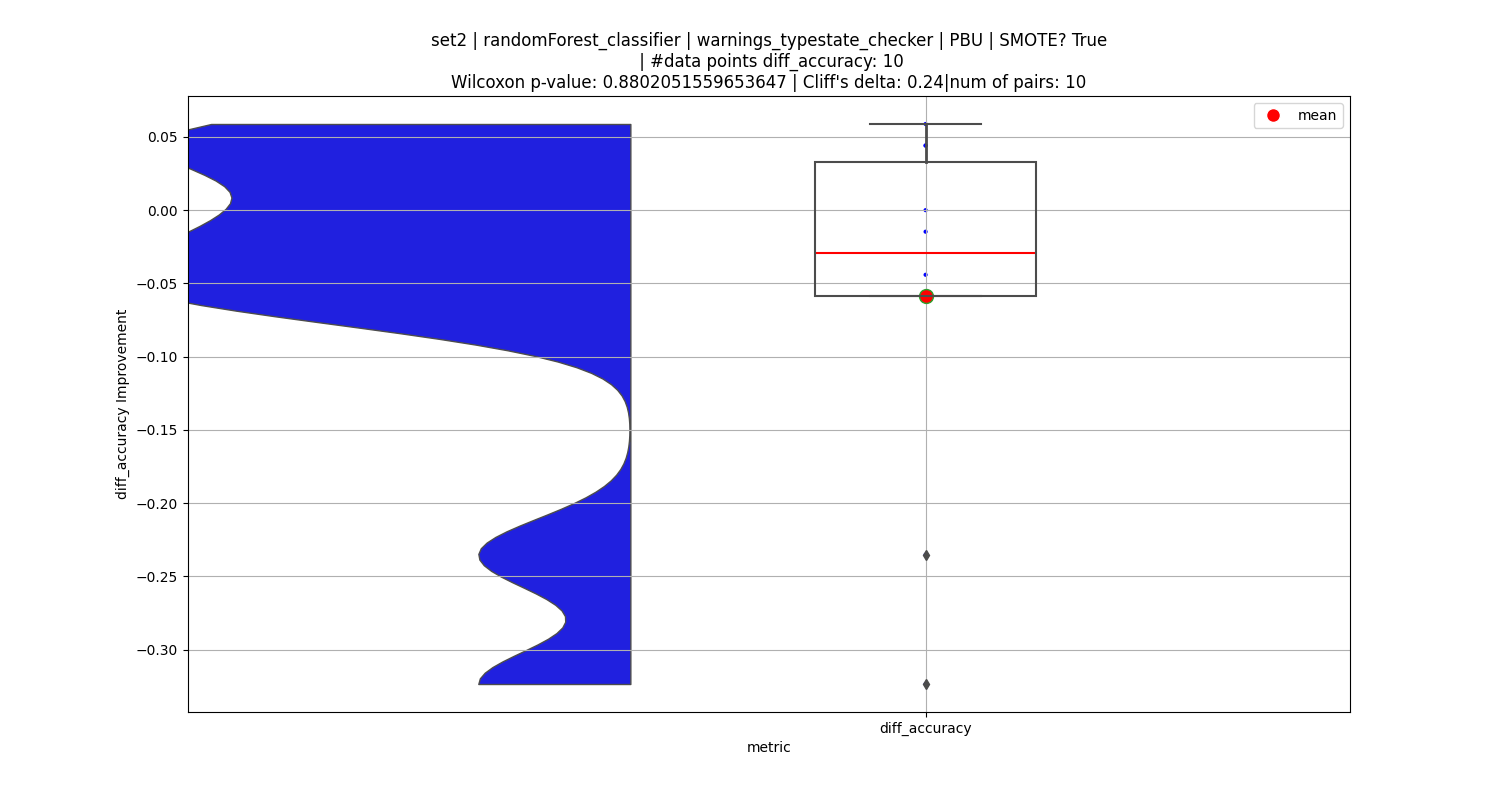 set2 | randomForest_classifier | warnings_typestate_checker | PBU | SMOTE? True
| #data points diff_accuracy: 10
Wilcoxon p-value: 0.8802051559653647 | Cliff's delta: 0.24|num of pairs: 10
mean
0.05
0.00
−0.05
−0.10
−0.15
−0.20
−0.25
−0.30
diff_accuracy Improvement
diff_accuracy
metric